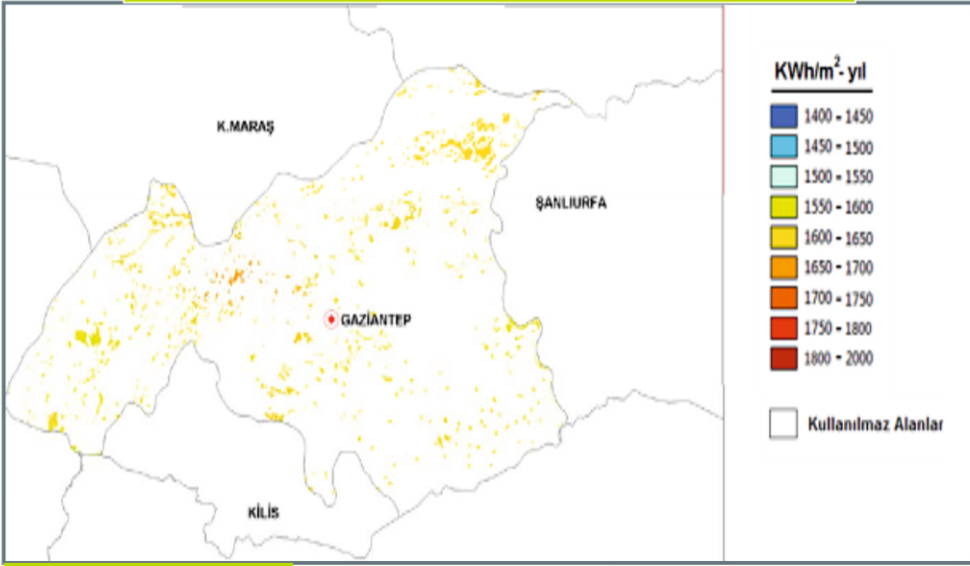 K.MARAŞ
ŞANLIURFA
GAZİANTEP
KİLİS
KWh/m²- yıl
1400 - 1450
1450 - 1500
1500 - 1550
1550 - 1600
1600 - 1650
1650 - 1700
1700 - 1750
1750 - 1800
1800 - 2000
Kullanılmaz Alanlar